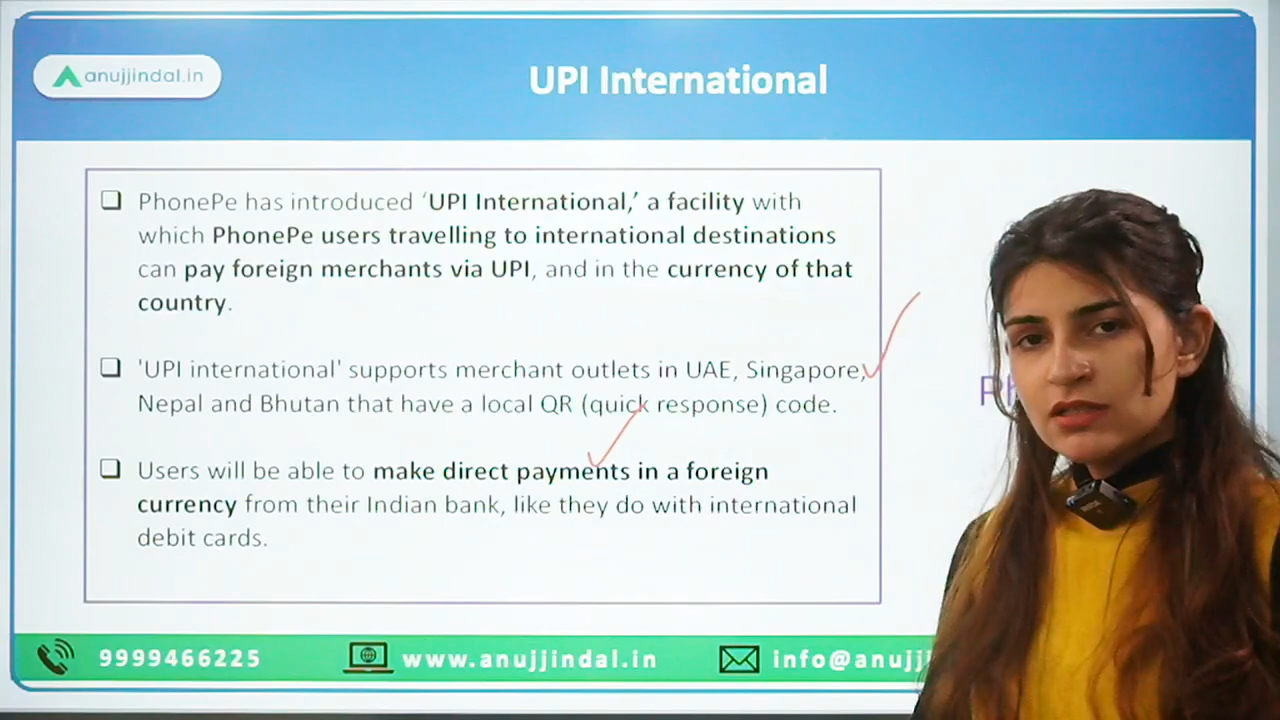 anujjindal.in
UPI International
PhonePe has introduced ‘UPI International,’ a facility with
which PhonePe users travelling to international destinations
can pay foreign merchants via UPI, and in the currency of that
country.
'UPI international' supports merchant outlets in UAE, Singapore,
Nepal and Bhutan that have a local QR (quick response) code.
Users will be able to make direct payments in a foreign
currency from their Indian bank, like they do with international
debit cards.
9999466225
www.anujjindal.in